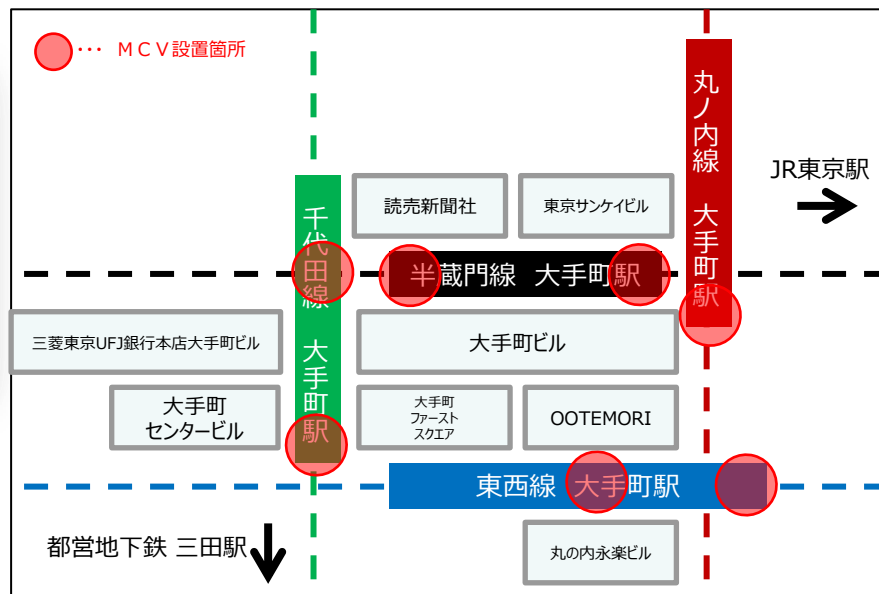 ･･･ ＭＣＶ設置箇所
丸ノ内線 大手町駅
JR東京駅
読売新聞社
東京サンケイビル
千代田線 大手町駅
半蔵門線 大手町駅
三菱東京UFJ銀行本店大手町ビル
大手町ビル
大手町
センタービル
大手町
ファースト
スクエア
OOTEMORI
東西線 大手町駅
都営地下鉄 三田駅
丸の内永楽ビル